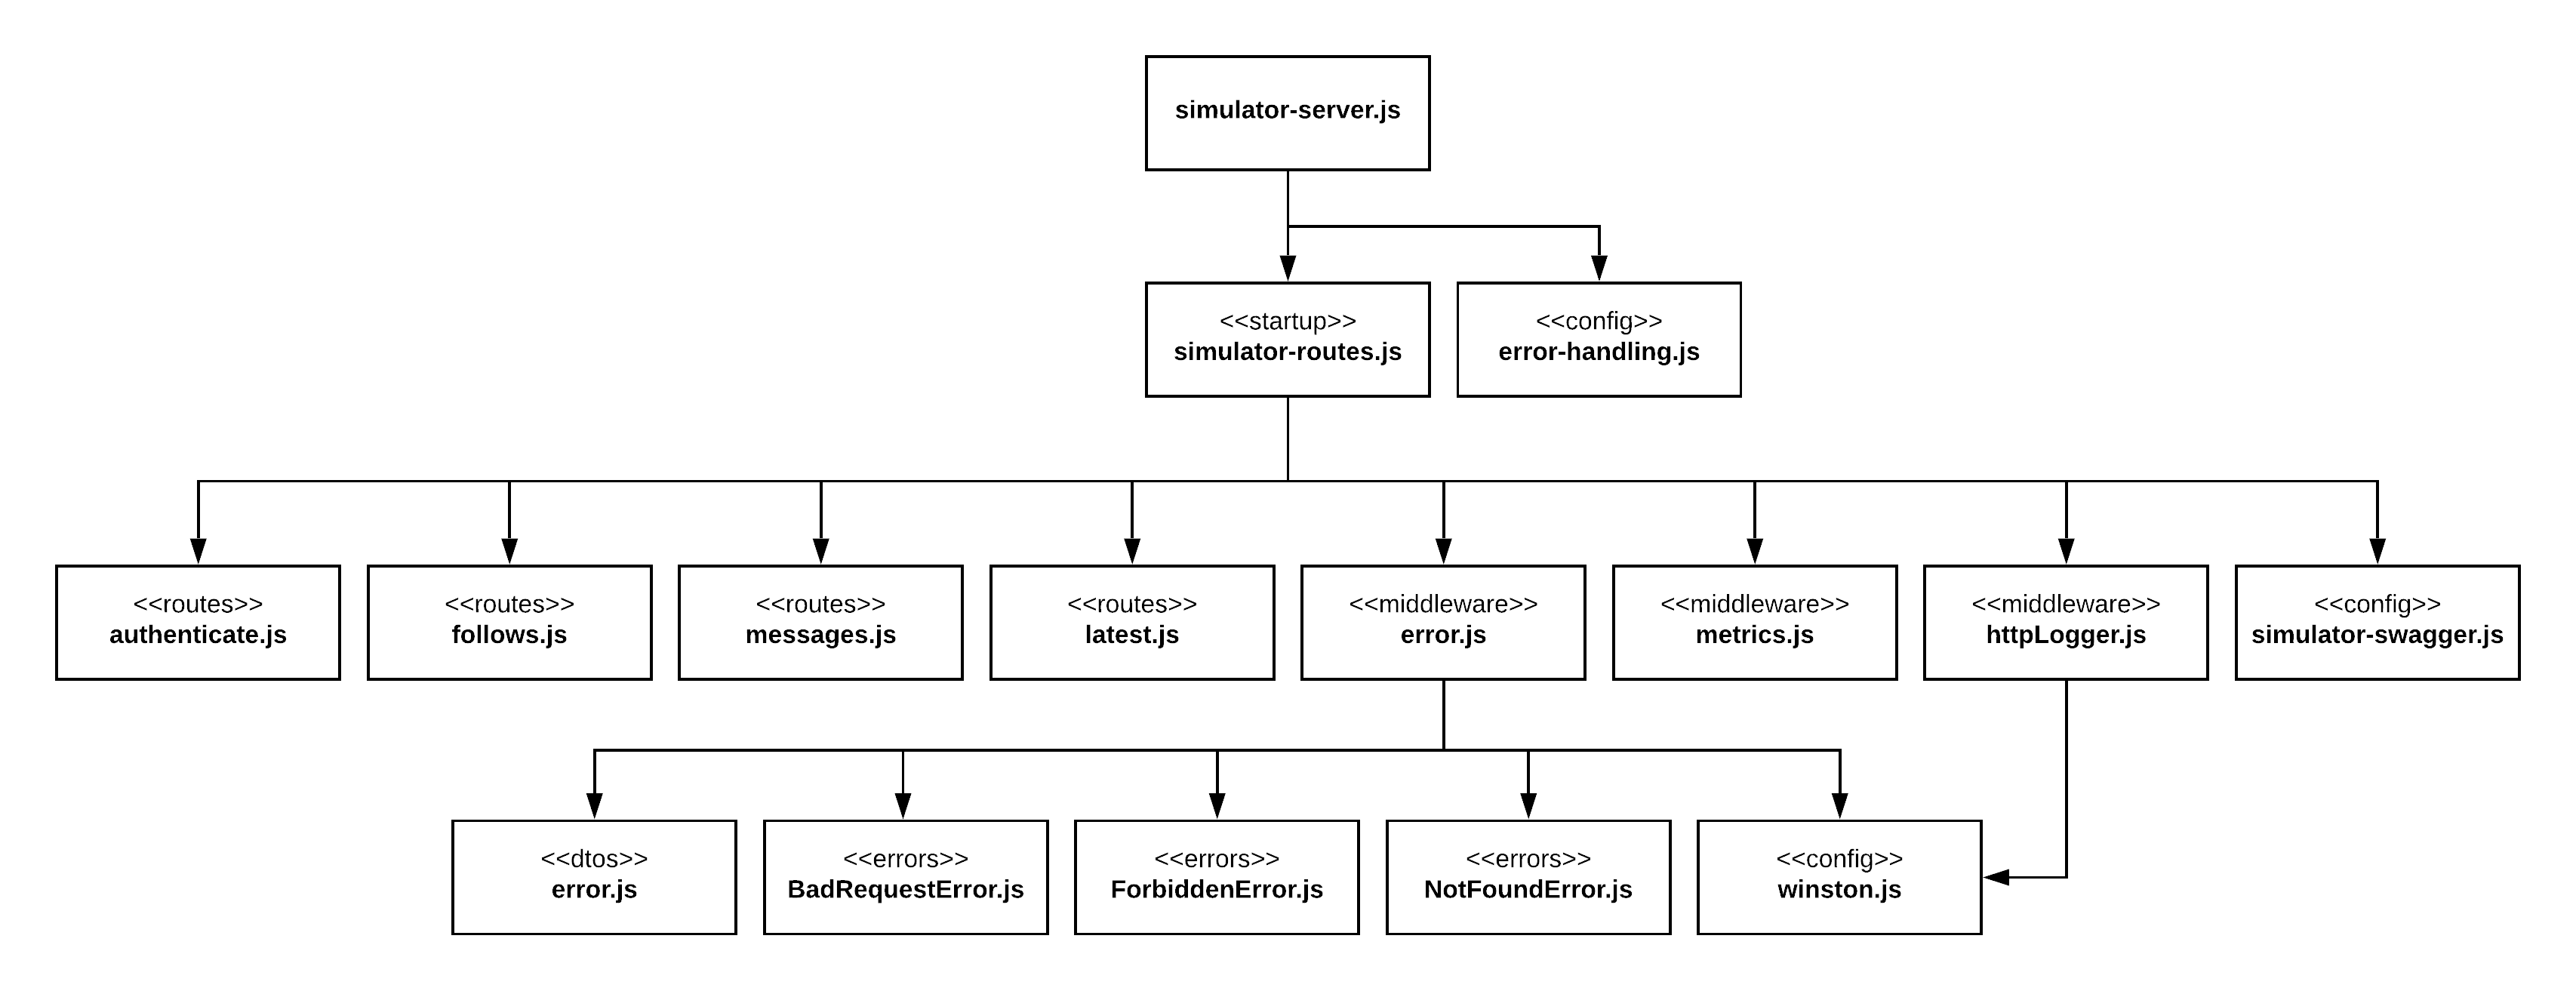 simulator-server.js
<<startup>>
simulator-routes.js
<<config>>
error-handling.js
<<routes>>
authenticate.js
<<routes>>
follows.js
<<routes>>
messages.js
<<routes>>
latest.js
<<middleware>>
error.js
<<middleware>>
metrics.js
<<middleware>>
httpLogger.js
<<config>>
simulator-swagger.js
<<dtos>>
error.js
<<errors>>
BadRequestError.js
<<errors>>
ForbiddenError.js
<<errors>>
NotFoundError.js
<<config>>
winston.js